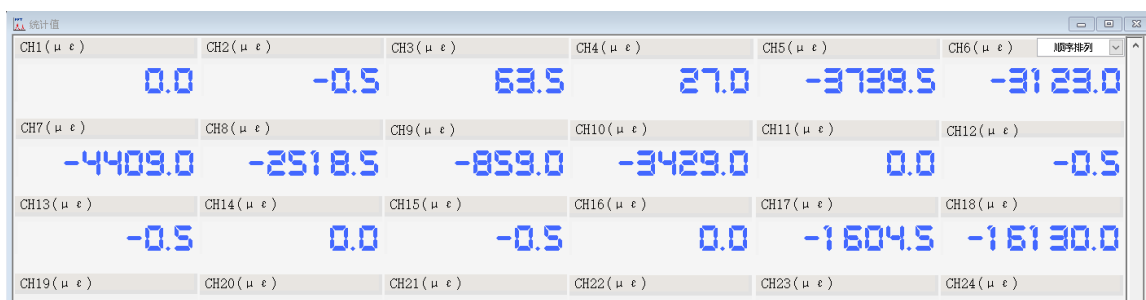 统计值
CH1(μ ε) CH2(μ ε) CH3(μ ε) CH4(μ ε) CH5(μ ε) CH6(μ ε) 顺序排列
0.0 -0.5 63.5 27.0 -3739.5 -3123.0
CH7(μ ε) CH8(μ ε) CH9(μ ε) CH10(μ ε) CH11(μ ε) CH12(μ ε)
-4409.0 -2518.5 -859.0 -3429.0 0.0 -0.5
CH13(μ ε) CH14(μ ε) CH15(μ ε) CH16(μ ε) CH17(μ ε) CH18(μ ε)
-0.5 0.0 -0.5 0.0 -1604.5 -16130.0
CH19(μ ε) CH20(μ ε) CH21(μ ε) CH22(μ ε) CH23(μ ε) CH24(μ ε)